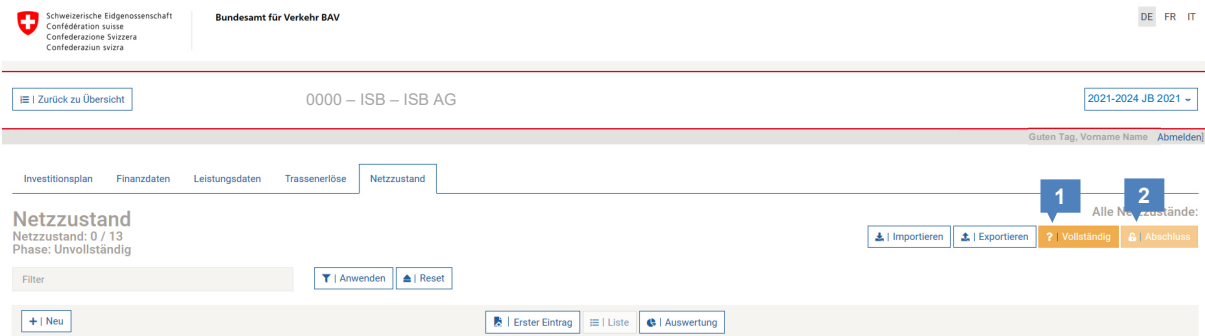 Schweizerische Eidgenossenschaft
Confédération suisse
Confederazione Svizzera
Confederaziun svizra
Bundesamt für Verkehr BAV
DE FR IT
| Zurück zu Übersicht
0000 – ISB – ISB AG
2021-2024 JB 2021
Guten Tag, Vorname Name Abmelden]
Investitionsplan Finanzdaten Leistungsdaten Trassenerlöse Netzzustand
1 2
Netzzustand
Alle Netzzustände:
Netzzustand: 0 / 13
Phase: Unvollständig
| Importieren | Exportieren ? | Vollständig | Abschluss
Filter
| Anwenden | Reset
+ | Neu
| Erster Eintrag | Liste | Auswertung